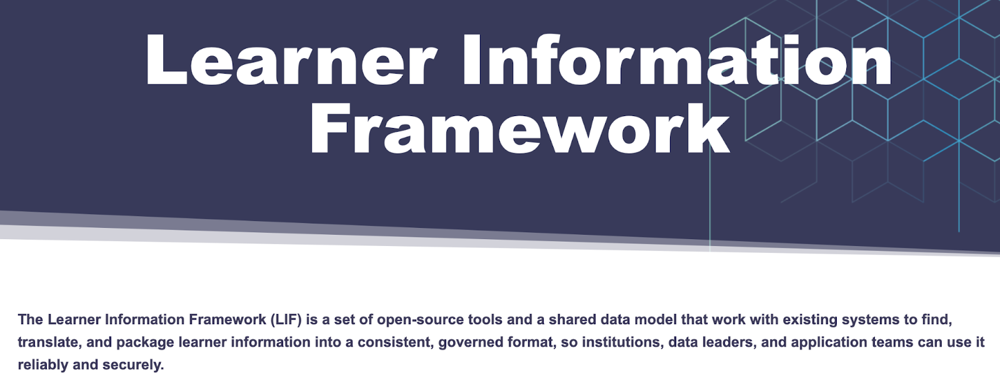 Learner Information
Framework
The Learner Information Framework (LIF) is a set of open-source tools and a shared data model that work with existing systems to find,
translate, and package learner information into a consistent, governed format, so institutions, data leaders, and application teams can use it
reliably and securely.